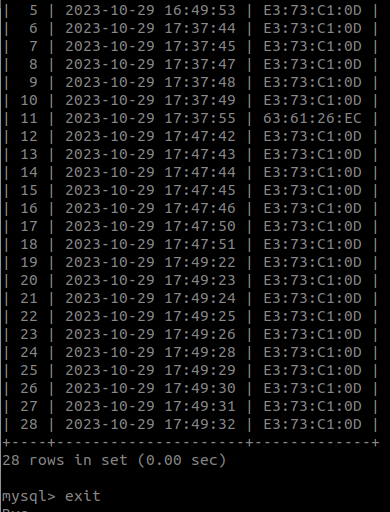 |  5 | 2023-10-29 16:49:53 | E3:73:C1:0D |
|  6 | 2023-10-29 17:37:44 | E3:73:C1:0D |
|  7 | 2023-10-29 17:37:45 | E3:73:C1:0D |
|  8 | 2023-10-29 17:37:47 | E3:73:C1:0D |
|  9 | 2023-10-29 17:37:48 | E3:73:C1:0D |
| 10 | 2023-10-29 17:37:49 | E3:73:C1:0D |
| 11 | 2023-10-29 17:37:55 | 63:61:26:EC |
| 12 | 2023-10-29 17:47:42 | E3:73:C1:0D |
| 13 | 2023-10-29 17:47:43 | E3:73:C1:0D |
| 14 | 2023-10-29 17:47:44 | E3:73:C1:0D |
| 15 | 2023-10-29 17:47:45 | E3:73:C1:0D |
| 16 | 2023-10-29 17:47:46 | E3:73:C1:0D |
| 17 | 2023-10-29 17:47:50 | E3:73:C1:0D |
| 18 | 2023-10-29 17:47:51 | E3:73:C1:0D |
| 19 | 2023-10-29 17:49:22 | E3:73:C1:0D |
| 20 | 2023-10-29 17:49:23 | E3:73:C1:0D |
| 21 | 2023-10-29 17:49:24 | E3:73:C1:0D |
| 22 | 2023-10-29 17:49:25 | E3:73:C1:0D |
| 23 | 2023-10-29 17:49:26 | E3:73:C1:0D |
| 24 | 2023-10-29 17:49:28 | E3:73:C1:0D |
| 25 | 2023-10-29 17:49:29 | E3:73:C1:0D |
| 26 | 2023-10-29 17:49:30 | E3:73:C1:0D |
| 27 | 2023-10-29 17:49:31 | E3:73:C1:0D |
| 28 | 2023-10-29 17:49:32 | E3:73:C1:0D |
+----+---------------------+-------------+
28 rows in set (0.00 sec)
mysql> exit
Bye